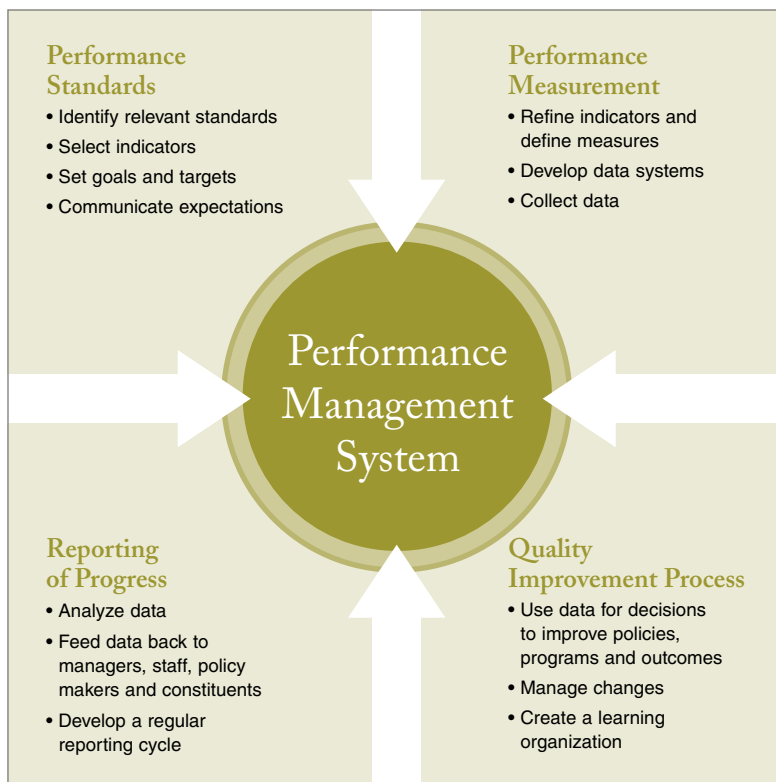 Performance
Standards
• Identify relevant standards
• Select indicators
• Set goals and targets
• Communicate expectations
Performance
Measurement
• Refine indicators and
define measures
• Develop data systems
• Collect data
Performance
Management
System
Reporting
of Progress
• Analyze data
• Feed data back to
managers, staff, policy
makers and constituents
• Develop a regular
reporting cycle
Quality
Improvement Process
• Use data for decisions
to improve policies,
programs and outcomes
• Manage changes
• Create a learning
organization